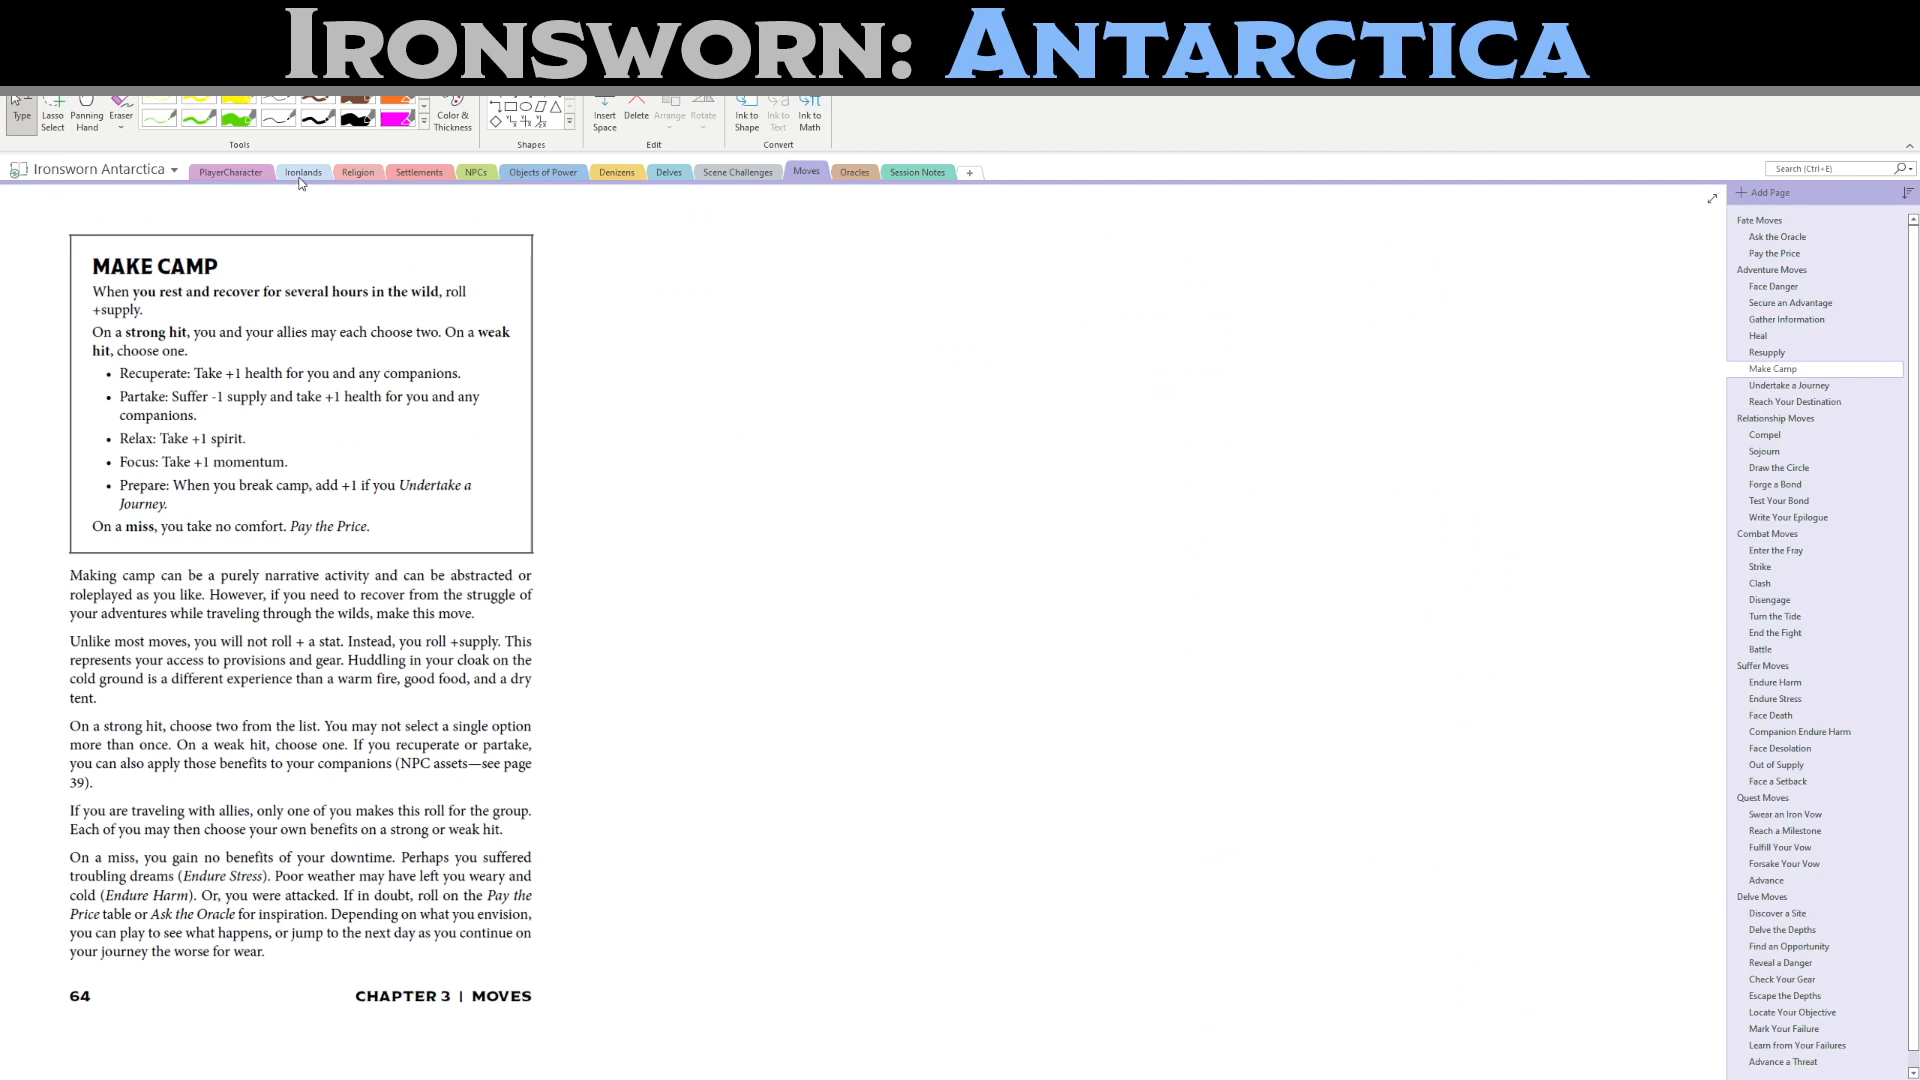 IRONSWORN: ANTARCTICA
Type
Lasso Select
Panning Hand
Eraser
Color & Thickness
Insert Space
Delete
Arrange
Rotate
Ink to Shape
Ink to Text
Ink to Math
Tools
Shapes
Edit
Convert
Ironsworn Antarctica
PlayerCharacter
Ironlands
Religion
Settlements
NPCs
Objects of Power
Denizens
Delves
Scene Challenges
Moves
Oracles
Session Notes
Search (Ctrl+E)
MAKE CAMP
When you rest and recover for several hours in the wild, roll
+supply.
On a strong hit, you and your allies may each choose two. On a weak
hit, choose one.
• Recuperate: Take +1 health for you and any companions.
• Partake: Suffer -1 supply and take +1 health for you and any
companions.
• Relax: Take +1 spirit.
• Focus: Take +1 momentum.
• Prepare: When you break camp, add +1 if you Undertake a
Journey.
On a miss, you take no comfort. Pay the Price.
Making camp can be a purely narrative activity and can be abstracted or
roleplayed as you like. However, if you need to recover from the struggle of
your adventures while traveling through the wilds, make this move.
Unlike most moves, you will not roll + a stat. Instead, you roll +supply. This
represents your access to provisions and gear. Huddling in your cloak on the
cold ground is a different experience than a warm fire, good food, and a dry
tent.
On a strong hit, choose two from the list. You may not select a single option
more than once. On a weak hit, choose one. If you recuperate or partake,
you can also apply those benefits to your companions (NPC assets—see page
39).
If you are traveling with allies, only one of you makes this roll for the group.
Each of you may then choose your own benefits on a strong or weak hit.
On a miss, you gain no benefits of your downtime. Perhaps you suffered
troubling dreams (Endure Stress). Poor weather may have left you weary and
cold (Endure Harm). Or, you were attacked. If in doubt, roll on the Pay the
Price table or Ask the Oracle for inspiration. Depending on what you envision,
you can play to see what happens, or jump to the next day as you continue on
your journey the worse for wear.
64
CHAPTER 3 | MOVES
Add Page
Fate Moves
Ask the Oracle
Pay the Price
Adventure Moves
Face Danger
Secure an Advantage
Gather Information
Heal
Resupply
Make Camp
Undertake a Journey
Reach Your Destination
Relationship Moves
Compel
Sojourn
Draw the Circle
Forge a Bond
Test Your Bond
Write Your Epilogue
Combat Moves
Enter the Fray
Strike
Clash
Disengage
Turn the Tide
End the Fight
Battle
Suffer Moves
Endure Harm
Endure Stress
Face Death
Companion Endure Harm
Face Desolation
Out of Supply
Face a Setback
Quest Moves
Swear an Iron Vow
Reach a Milestone
Fulfill Your Vow
Forsake Your Vow
Advance
Delve Moves
Discover a Site
Delve the Depths
Find an Opportunity
Reveal a Danger
Check Your Gear
Escape the Depths
Locate Your Objective
Mark Your Failure
Learn from Your Failures
Advance a Threat